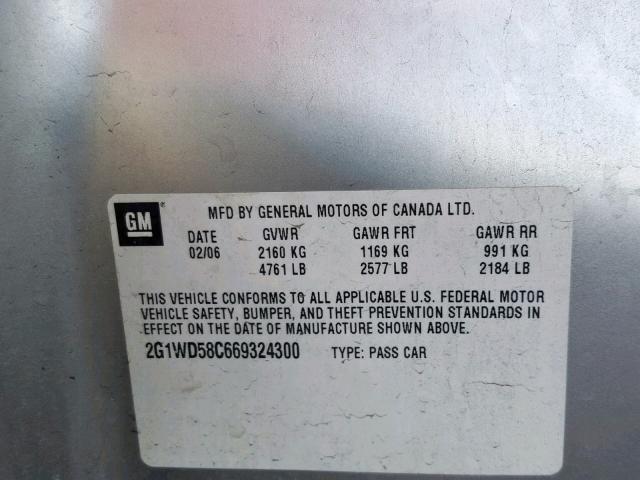 GM MFD BY GENERAL MOTORS OF CANADA LTD.
DATE GVWR GAWR FRT GAWR RR
02/06 2160 KG 1169 KG 991 KG
4761 LB 2577 LB 2184 LB
THIS VEHICLE CONFORMS TO ALL APPLICABLE U.S. FEDERAL MOTOR
VEHICLE SAFETY, BUMPER, AND THEFT PREVENTION STANDARDS IN
EFFECT ON THE DATE OF MANUFACTURE SHOWN ABOVE.
2G1WD58C669324300 TYPE: PASS CAR